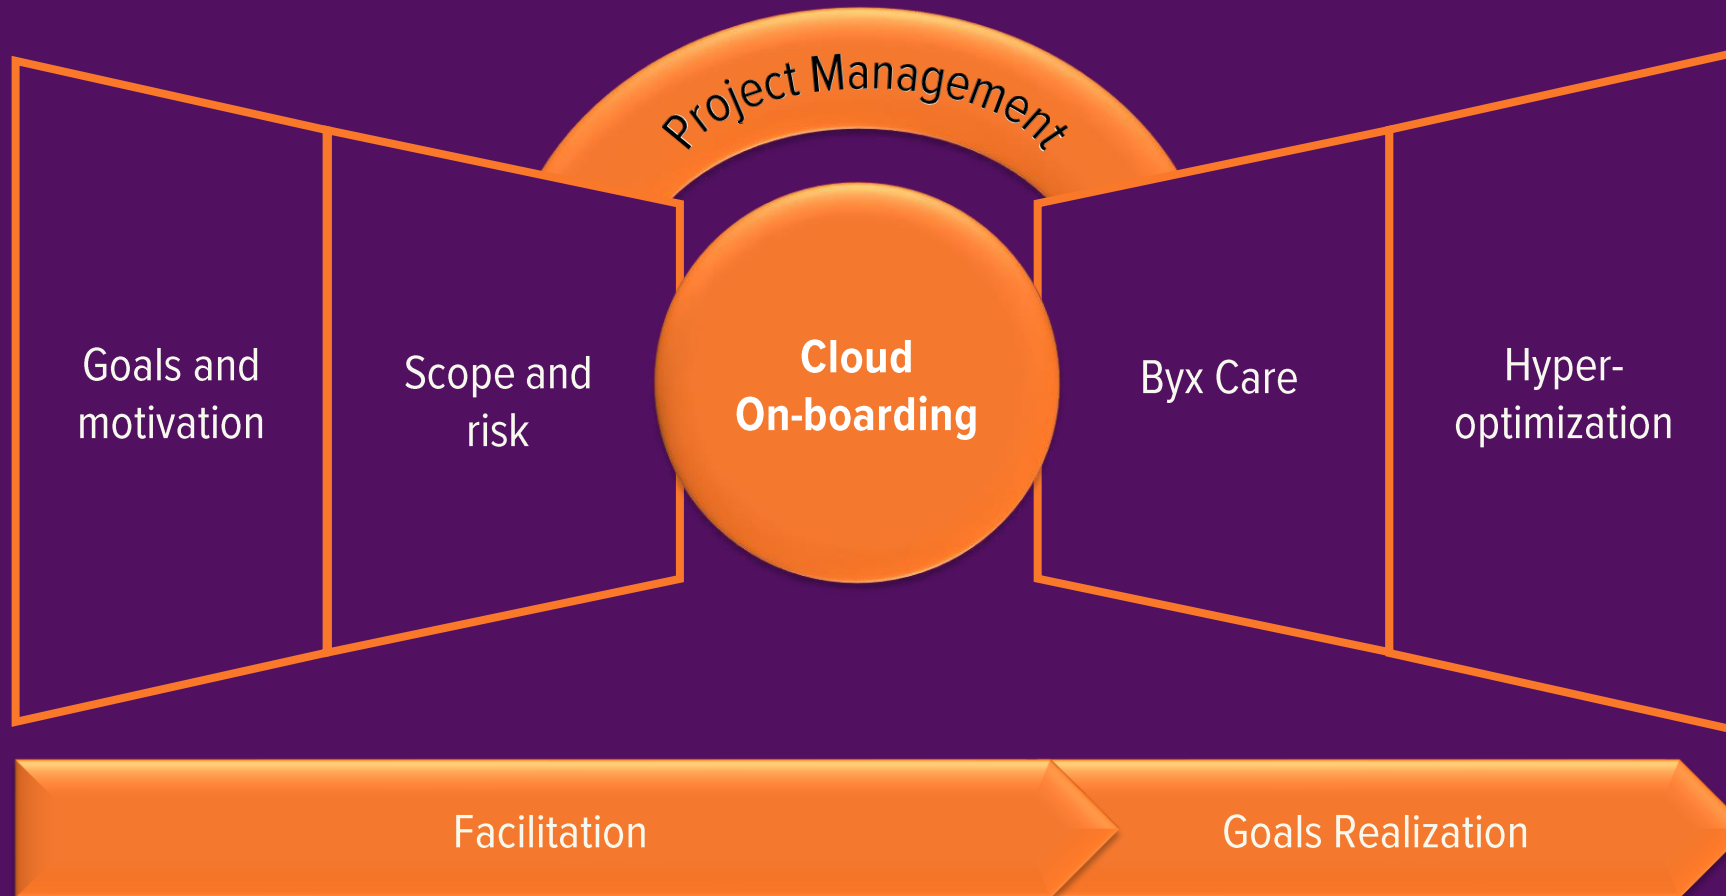 Project Management
Goals and
motivation
Scope and
risk
Cloud
On-boarding
Byx Care
Hyper-
optimization
Facilitation
Goals Realization